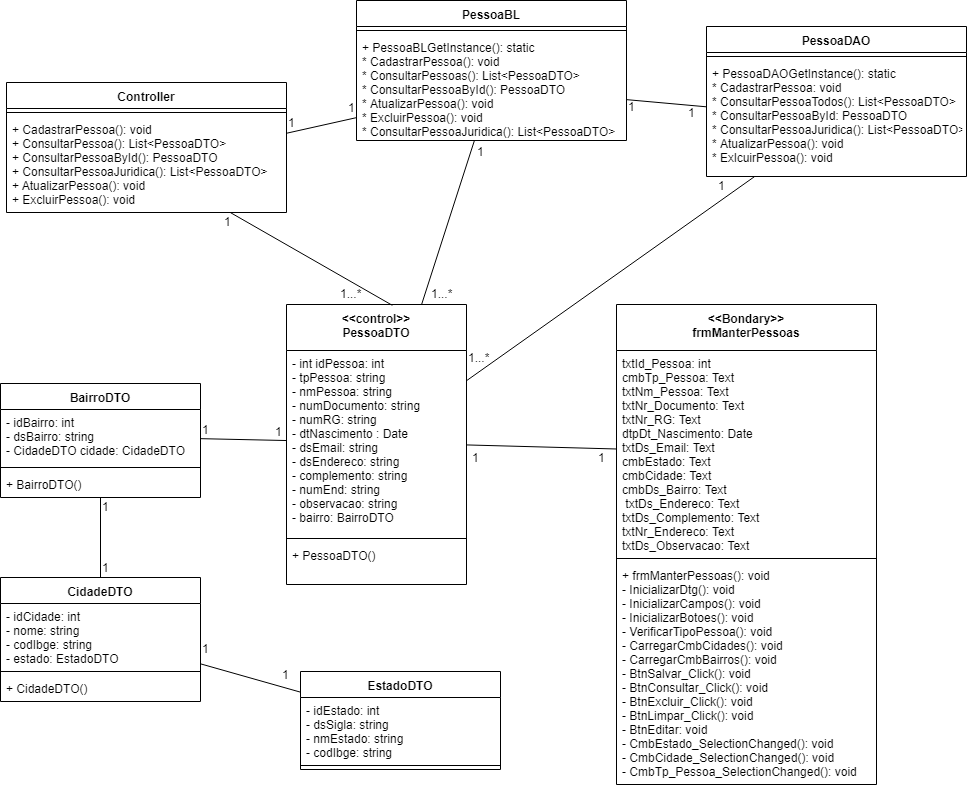 PessoaBL
+ PessoaBLGetInstance(): static
* CadastrarPessoa(): void
* ConsultarPessoas(): List<PessoaDTO>
* ConsultarPessoaById(): PessoaDTO
* AtualizarPessoa(): void
* ExcluirPessoa(): void
* ConsultarPessoaJuridica(): List<PessoaDTO>
PessoaDAO
+ PessoaDAOGetInstance(): static
* CadastrarPessoa: void
* ConsultarPessoaTodos(): List<PessoaDTO>
* ConsultarPessoaById: PessoaDTO
* ConsultarPessoaJuridica(): List<PessoaDTO>
* AtualizarPessoa(): void
* ExlcuirPessoa(): void
Controller
+ CadastrarPessoa(): void
+ ConsultarPessoa(): List<PessoaDTO>
+ ConsultarPessoaById(): PessoaDTO
+ ConsultarPessoaJuridica(): List<PessoaDTO>
+ AtualizarPessoa(): void
+ ExcluirPessoa(): void
1
1
1
1
1
1
1
1...*
1...*
1...*
<<control>>
PessoaDTO
- int idPessoa: int
- tpPessoa: string
- nmPessoa: string
- numDocumento: string
- numRG: string
- dtNascimento : Date
- dsEmail: string
- dsEndereco: string
- complemento: string
- numEnd: string
- observacao: string
- bairro: BairroDTO
+ PessoaDTO()
<<Bondary>>
frmManterPessoas
txtId_Pessoa: int
cmbTp_Pessoa: Text
txtNm_Pessoa: Text
txtNr_Documento: Text
txtNr_RG: Text
dtpDt_Nascimento: Date
txtDs_Email: Text
cmbEstado: Text
cmbCidade: Text
cmbDs_Bairro: Text
txtDs_Endereco: Text
txtDs_Complemento: Text
txtNr_Endereco: Text
txtDs_Observacao: Text
+ frmManterPessoas(): void
- InicializarDtg(): void
- InicializarCampos(): void
- InicializarBotoes(): void
- VerificarTipoPessoa(): void
- CarregarCmbCidades(): void
- CarregarCmbBairros(): void
- BtnSalvar_Click(): void
- BtnConsultar_Click(): void
- BtnExcluir_Click(): void
- BtnLimpar_Click(): void
- BtnEditar: void
- CmbEstado_SelectionChanged(): void
- CmbCidade_SelectionChanged(): void
- CmbTp_Pessoa_SelectionChanged(): void
1
1
BairroDTO
- idBairro: int
- dsBairro: string
- CidadeDTO cidade: CidadeDTO
+ BairroDTO()
1
1
1
1
CidadeDTO
- idCidade: int
- nome: string
- codIbge: string
- estado: EstadoDTO
+ CidadeDTO()
1
1
EstadoDTO
- idEstado: int
- dsSigla: string
- nmEstado: string
- codIbge: string